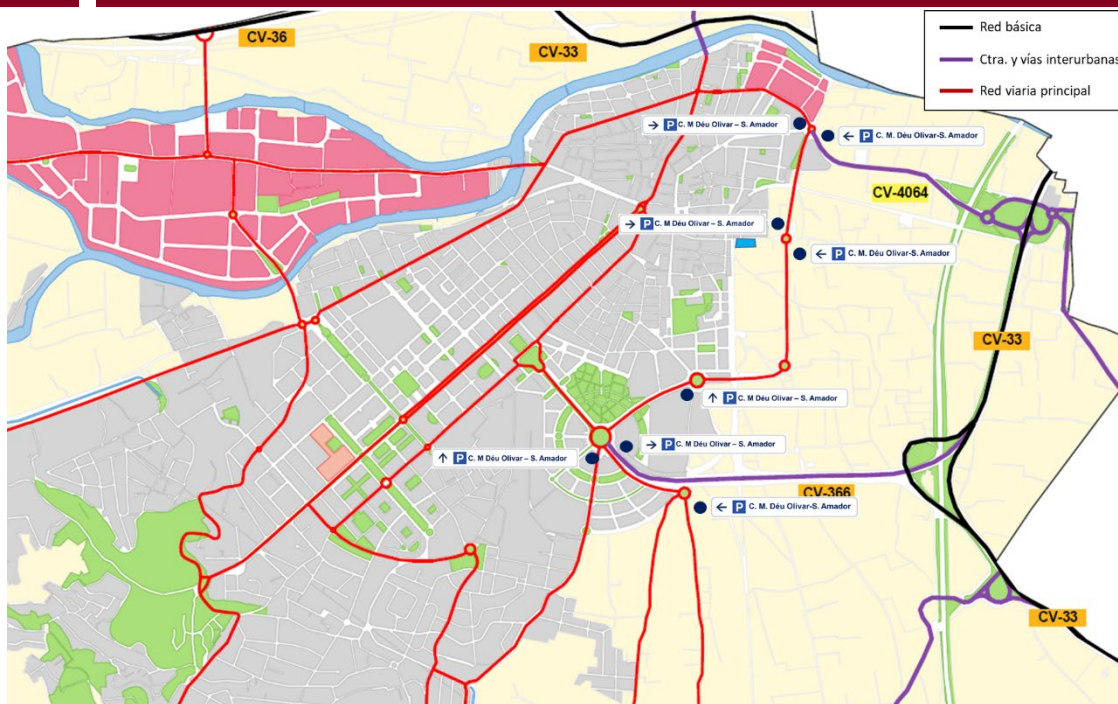 CV-36
CV-33
Red básica
Ctra. y vías interurbanas
Red viaria principal
→ P C. M Déu Olivar – S. Amador
← P C. M. Déu Olivar-S. Amador
CV-4064
→ P C. M Déu Olivar – S. Amador
← P C. M. Déu Olivar-S. Amador
CV-33
↑ P C. M Déu Olivar – S. Amador
→ P C. M Déu Olivar – S. Amador
↑ P C. M Déu Olivar – S. Amador
CV-366
← P C. M. Déu Olivar-S. Amador
CV-33